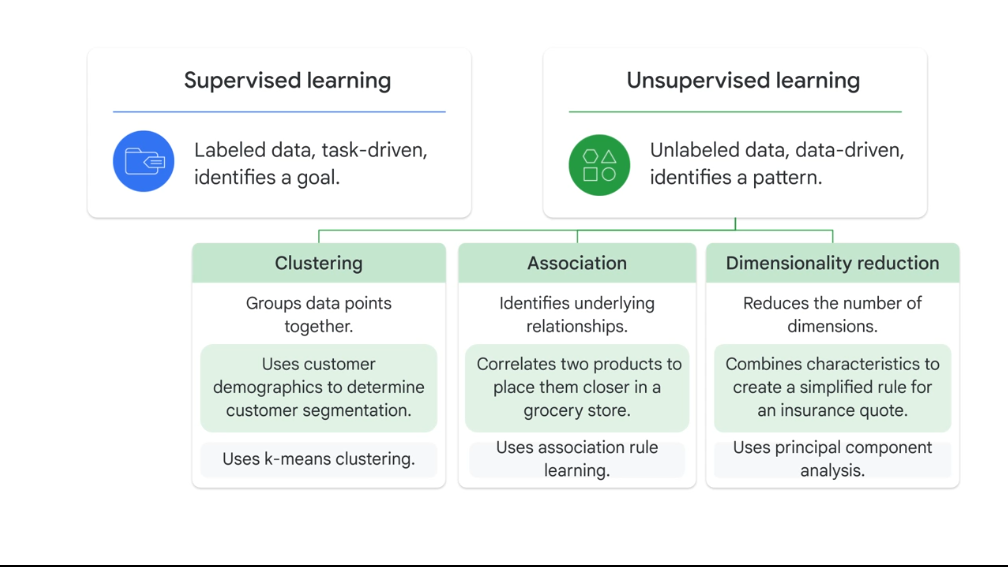 Supervised learning
Labeled data, task-driven,
identifies a goal.
Unsupervised learning
Unlabeled data, data-driven,
identifies a pattern.
Clustering
Groups data points
together.
Uses customer
demographics to determine
customer segmentation.
Uses k-means clustering.
Association
Identifies underlying
relationships.
Correlates two products to
place them closer in a
grocery store.
Uses association rule
learning.
Dimensionality reduction
Reduces the number of
dimensions.
Combines characteristics to
create a simplified rule for
an insurance quote.
Uses principal component
analysis.